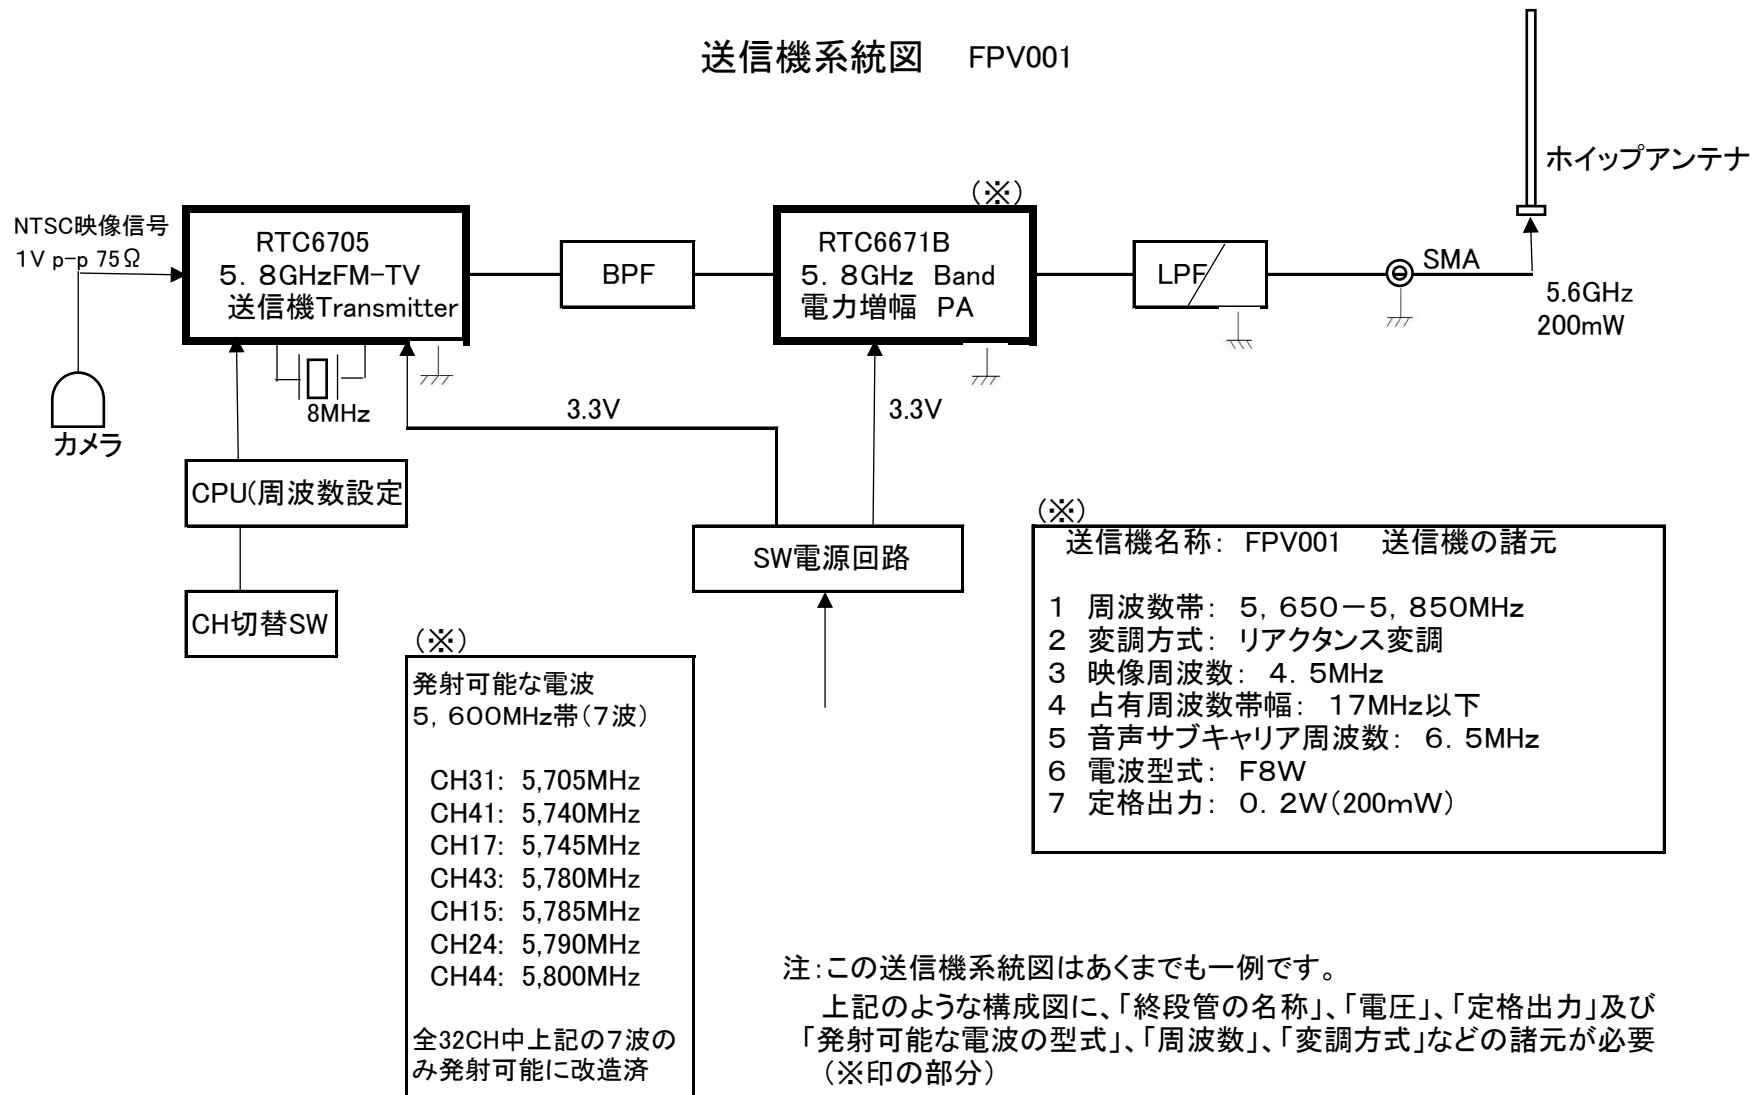 送信機系統図 FPV001
ホイップアンテナ
NTSC映像信号
1V p-p 75Ω
RTC6705
5．8GHzFM-TV
送信機Transmitter
BPF
（※）
RTC6671B
5．8GHz Band
電力増幅 PA
LPF
SMA
5.6GHz
200mW
8MHz
3.3V
3.3V
カメラ
CPU(周波数設定
SW電源回路
CH切替SW
（※）
送信機名称： FPV001 送信機の諸元
1 周波数帯： 5，650－5，850MHz
2 変調方式： リアクタンス変調
3 映像周波数： 4．5MHz
4 占有周波数帯幅： 17MHz以下
5 音声サブキャリア周波数： 6．5MHz
6 電波型式： F8W
7 定格出力： 0．2W（200mW）
（※）
発射可能な電波
5，600MHz帯（7波）
CH31: 5,705MHz
CH41: 5,740MHz
CH17: 5,745MHz
CH43: 5,780MHz
CH15: 5,785MHz
CH24: 5,790MHz
CH44: 5,800MHz
全32CH中上記の7波の
み発射可能に改造済
注：この送信機系統図はあくまでも一例です。
上記のような構成図に、「終段管の名称」、「電圧」、「定格出力」及び
「発射可能な電波の型式」、「周波数」、「変調方式」などの諸元が必要
（※印の部分）